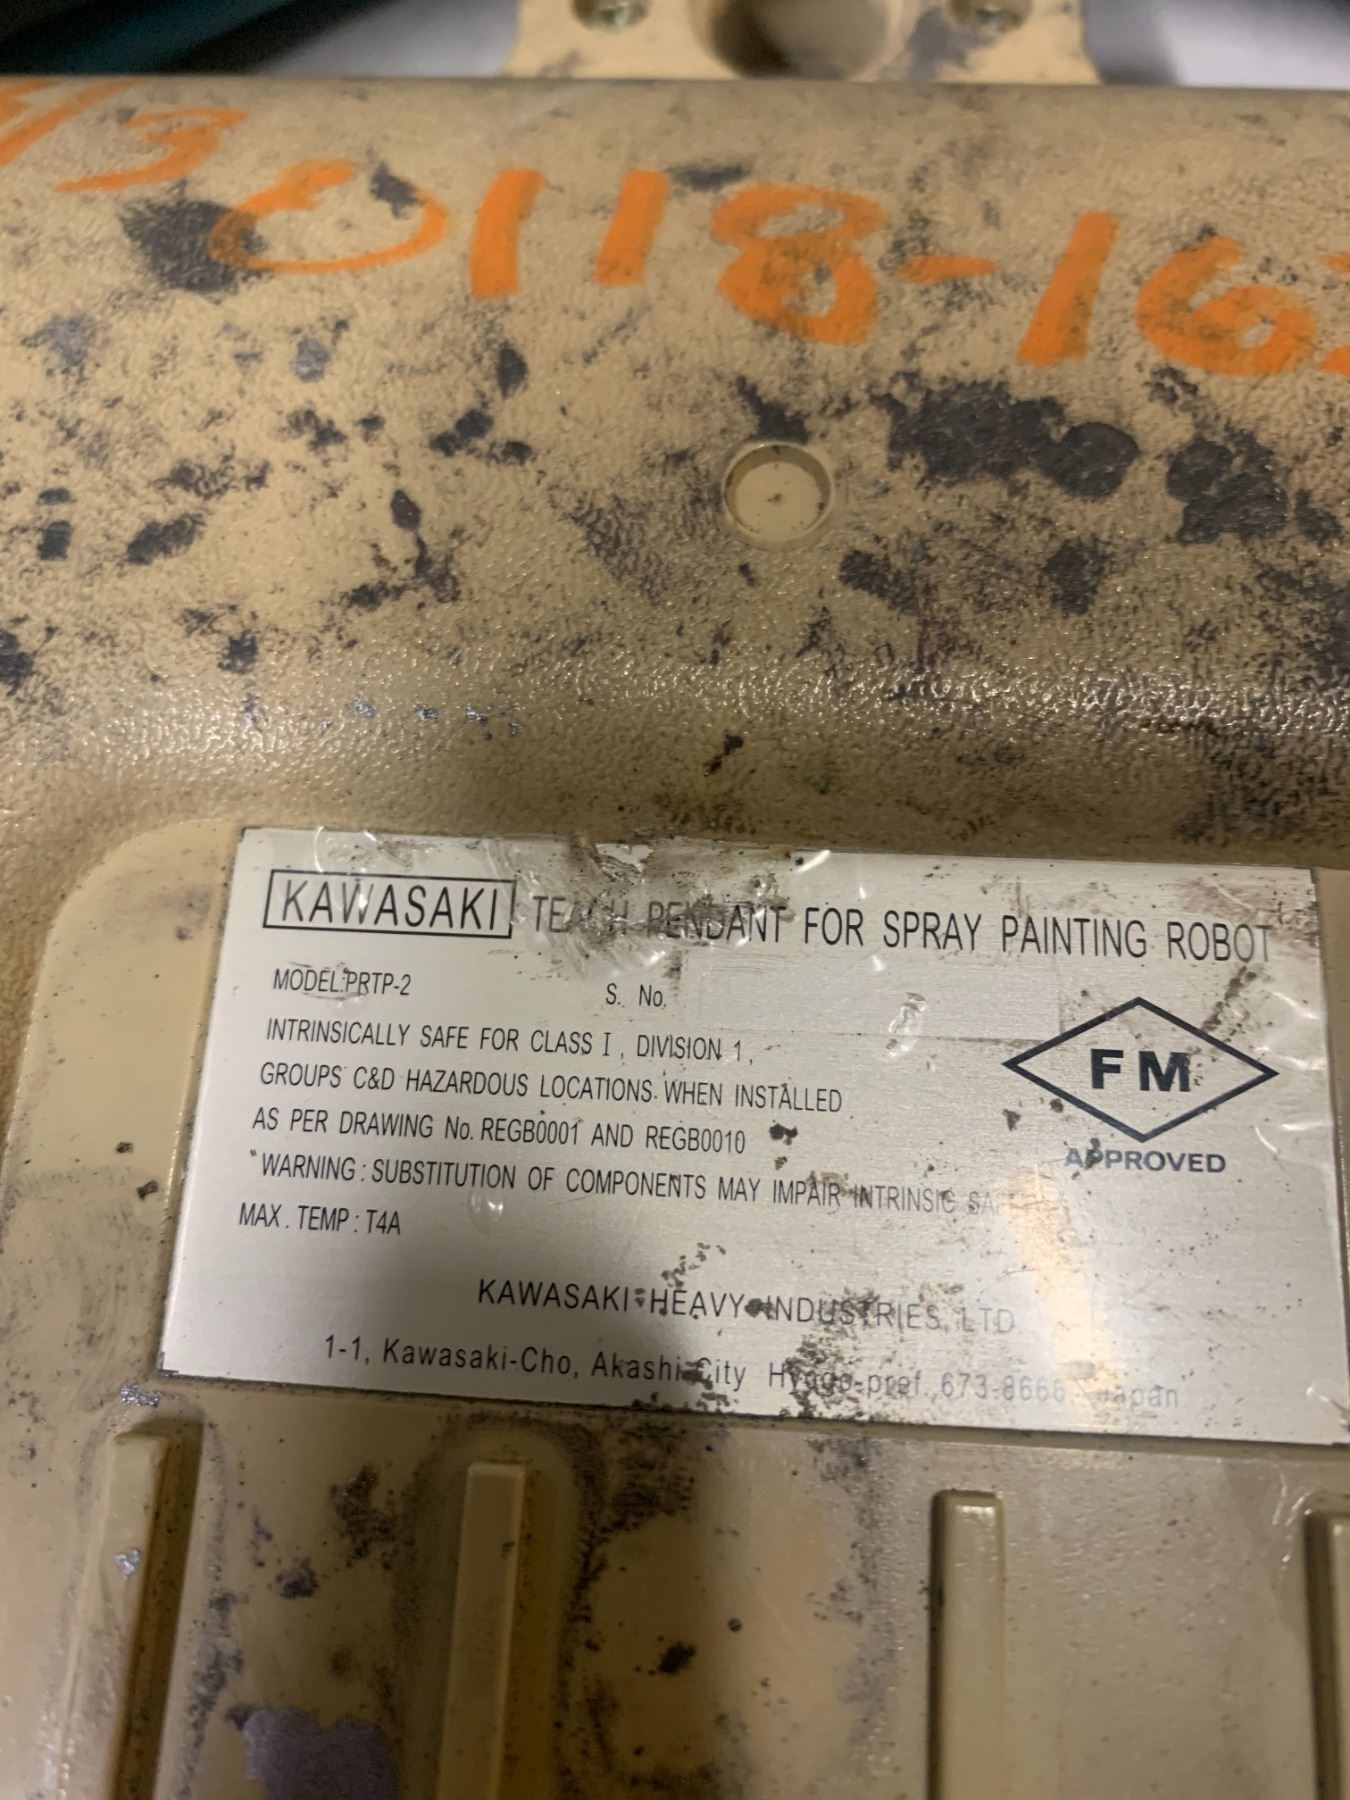 /3 0118-16
KAWASAKI TEACH PENDANT FOR SPRAY PAINTING ROBOT
MODEL:PRTP-2 S. No.
INTRINSICALLY SAFE FOR CLASS I, DIVISION 1,
GROUPS C&D HAZARDOUS LOCATIONS WHEN INSTALLED
AS PER DRAWING No. REGB0001 AND REGB0010
"WARNING: SUBSTITUTION OF COMPONENTS MAY IMPAIR INTRINSIC SAFETY
MAX. TEMP: T4A
FM
APPROVED
KAWASAKI HEAVY INDUSTRIES, LTD
1-1, Kawasaki-Cho, Akashi-City Hyogo-pref., 673-8666, Japan